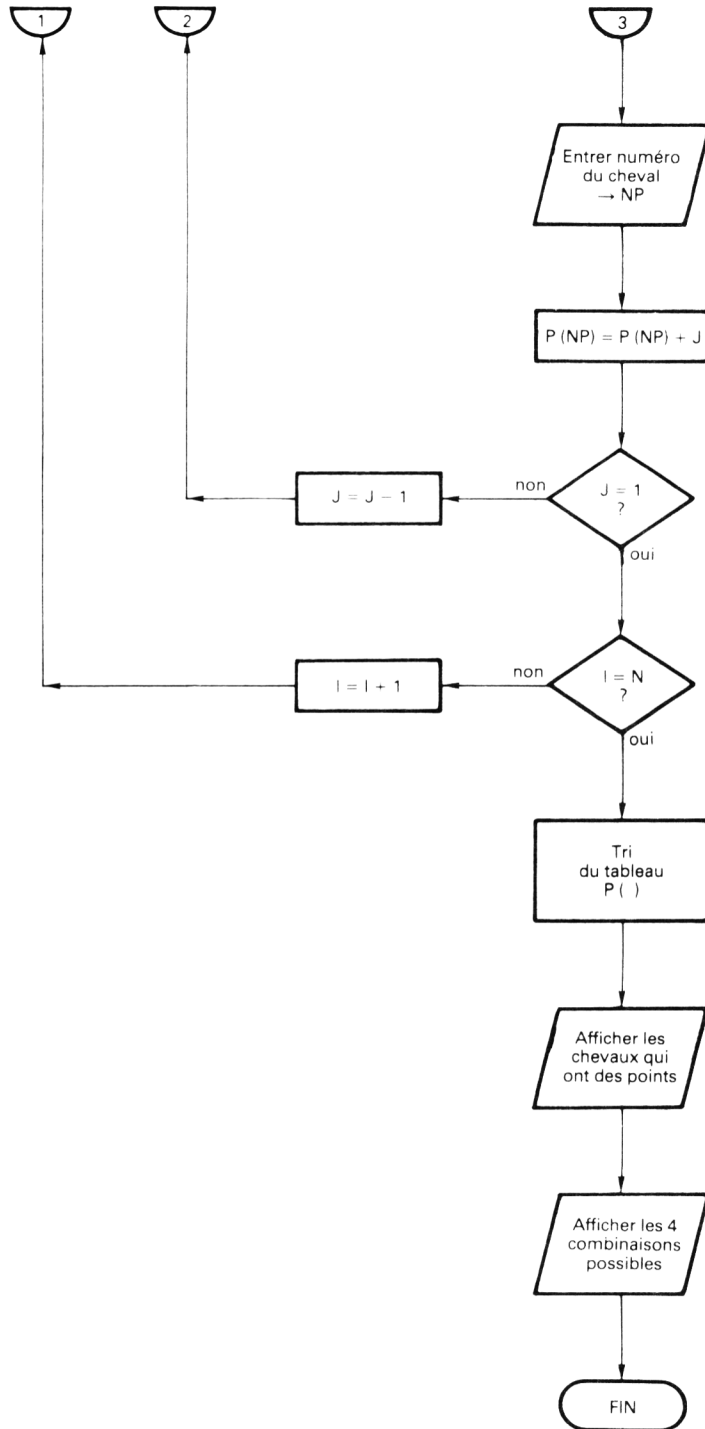 1
2
3
Entrer numéro
du cheval
→ NP
P (NP) = P (NP) + J
J = 1
?
non
J = J − 1
oui
I = N
?
non
I = I + 1
oui
Tri
du tableau
P ( )
Afficher les
chevaux qui
ont des points
Afficher les 4
combinaisons
possibles
FIN